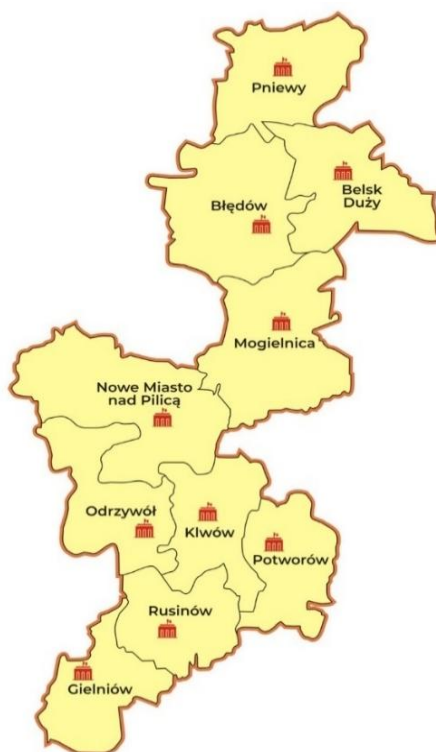 Pniewy
Belsk
Duży
Błędów
Mogielnica
Nowe Miasto
nad Pilicą
Odrzywół
Klwów
Potworów
Rusinów
Gielniów